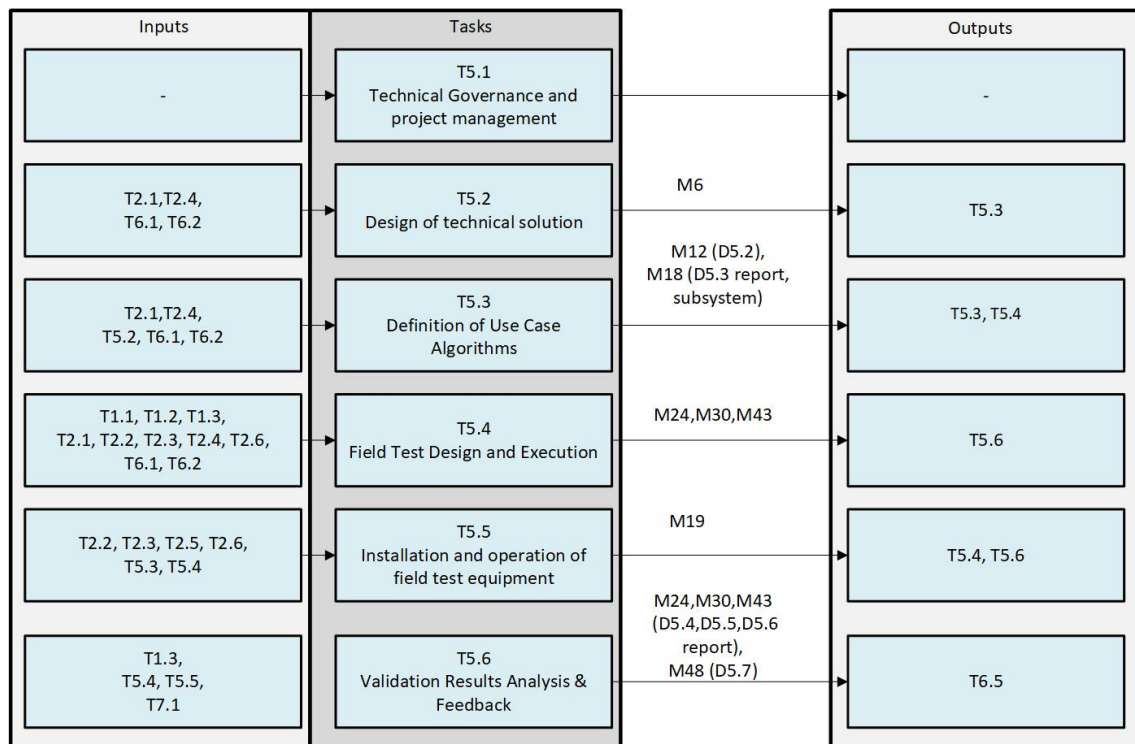 Inputs
Tasks
Outputs
-
T5.1
Technical Governance and
project management
-
T2.1,T2.4,
T6.1, T6.2
T5.2
Design of technical solution
M6
T5.3
T2.1,T2.4,
T5.2, T6.1, T6.2
T5.3
Definition of Use Case
Algorithms
M12 (D5.2),
M18 (D5.3 report,
subsystem)
T5.3, T5.4
T1.1, T1.2, T1.3,
T2.1, T2.2, T2.3, T2.4, T2.6,
T6.1, T6.2
T5.4
Field Test Design and Execution
M24,M30,M43
T5.6
T2.2, T2.3, T2.5, T2.6,
T5.3, T5.4
T5.5
Installation and operation of
field test equipment
M19
T5.4, T5.6
T1.3,
T5.4, T5.5,
T7.1
T5.6
Validation Results Analysis &
Feedback
M24,M30,M43
(D5.4,D5.5,D5.6
report),
M48 (D5.7)
T6.5